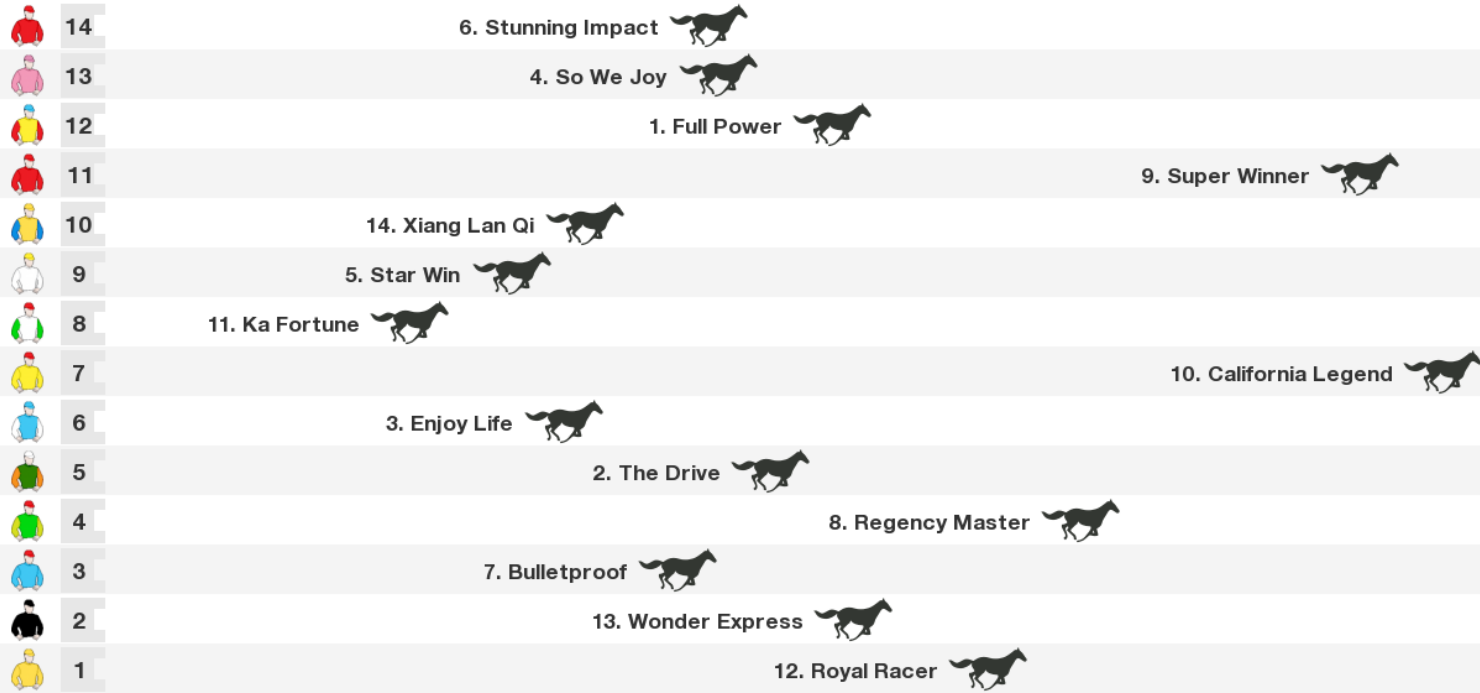 14 6. Stunning Impact
13 4. So We Joy
12 1. Full Power
11 9. Super Winner
10 14. Xiang Lan Qi
9 5. Star Win
8 11. Ka Fortune
7 10. California Legend
6 3. Enjoy Life
5 2. The Drive
4 8. Regency Master
3 7. Bulletproof
2 13. Wonder Express
1 12. Royal Racer